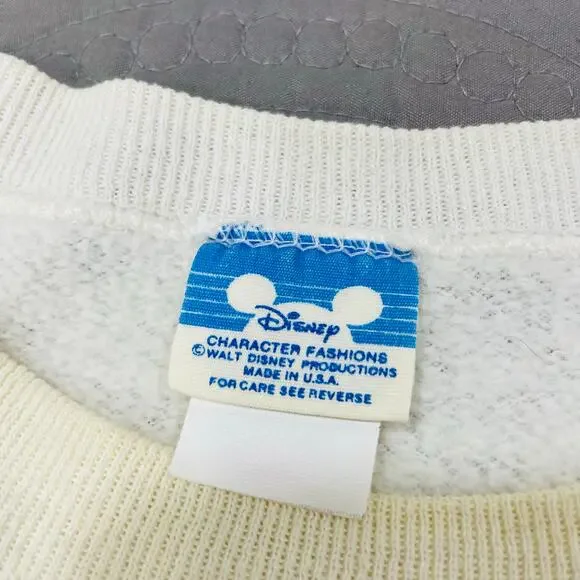 Disney
CHARACTER FASHIONS
©WALT DISNEY PRODUCTIONS
MADE IN U.S.A.
FOR CARE SEE REVERSE